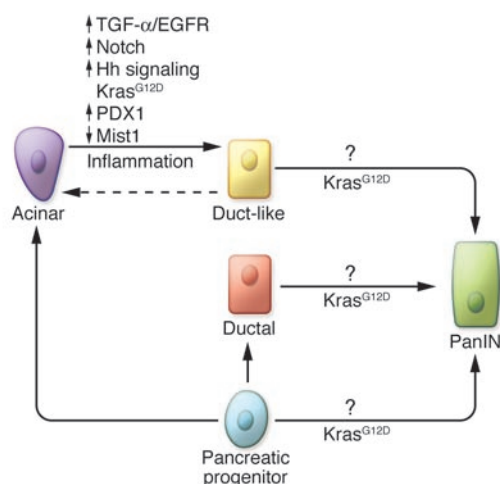 ↑ TGF-α/EGFR
↑ Notch
↑ Hh signaling
Kras^G12D
↑ PDX1
↓ Mist1
Inflammation
Acinar
Duct-like
?
Kras^G12D
Ductal
?
Kras^G12D
PanIN
Pancreatic
progenitor
?
Kras^G12D